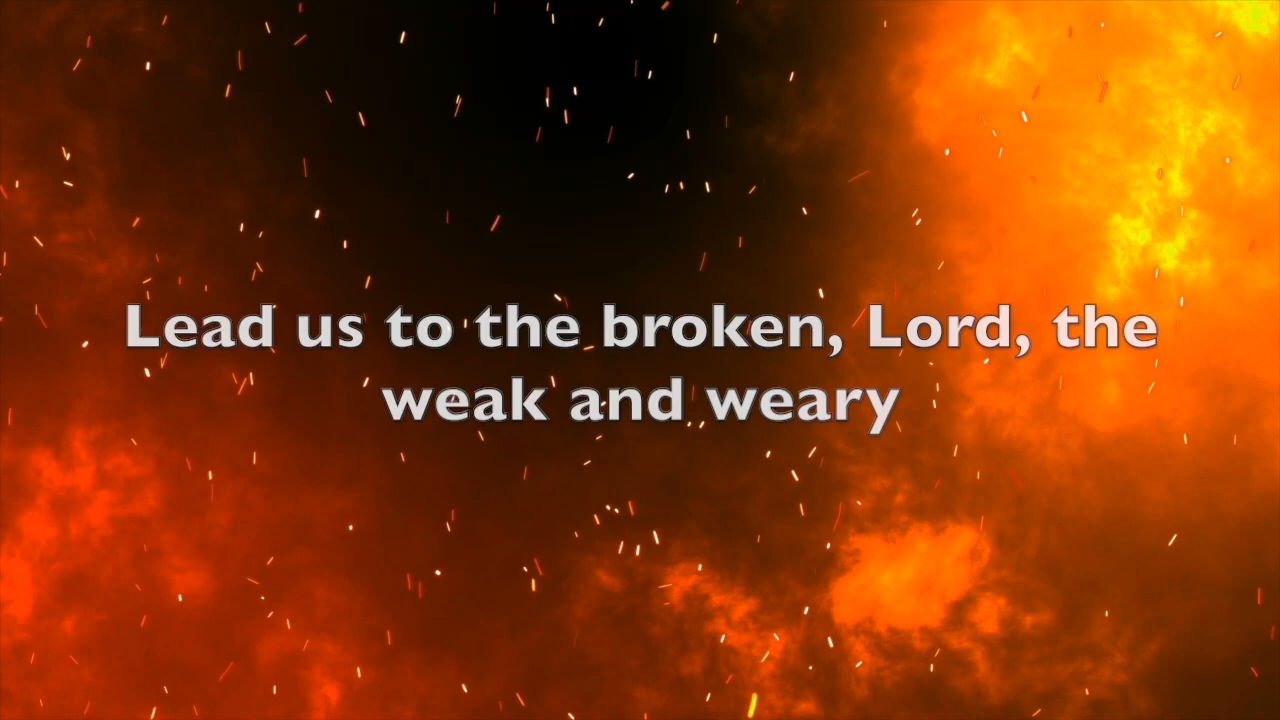 Lead us to the broken, Lord, the
weak and weary